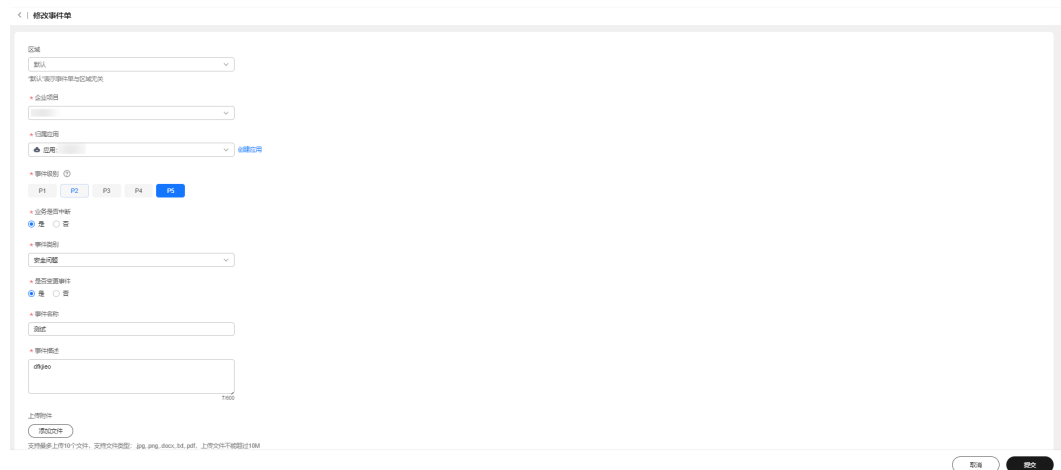 < | 修改事件单
区域
默认
"默认"表示事件单与区域无关
* 企业项目
* 归属应用
应用: 创建应用
* 事件级别 ?
P1 P2 P3 P4 P5
* 业务是否中断
是 否
* 事件类别
安全问题
* 是否变更事件
是 否
* 事件名称
测试
* 事件描述
dfkjieo
7/800
上传附件
添加文件
支持最多上传10个文件、支持文件类型: .jpg,.png,.docx,.txt,.pdf、上传文件不能超过10M
取消 提交